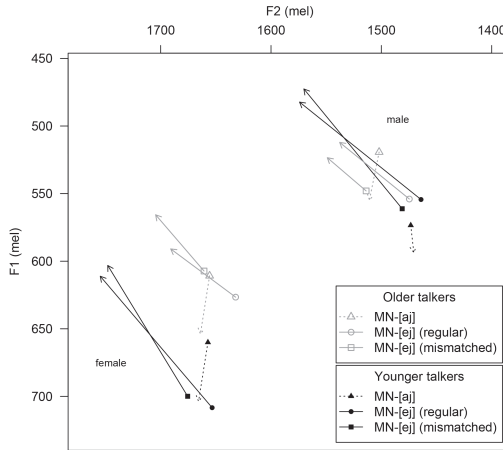 F2 (mel)
1700 1600 1500 1400
450
500
550
600
650
700
F1 (mel)
male
female
Older talkers
MN-[aj]
MN-[ej] (regular)
MN-[ej] (mismatched)
Younger talkers
MN-[aj]
MN-[ej] (regular)
MN-[ej] (mismatched)